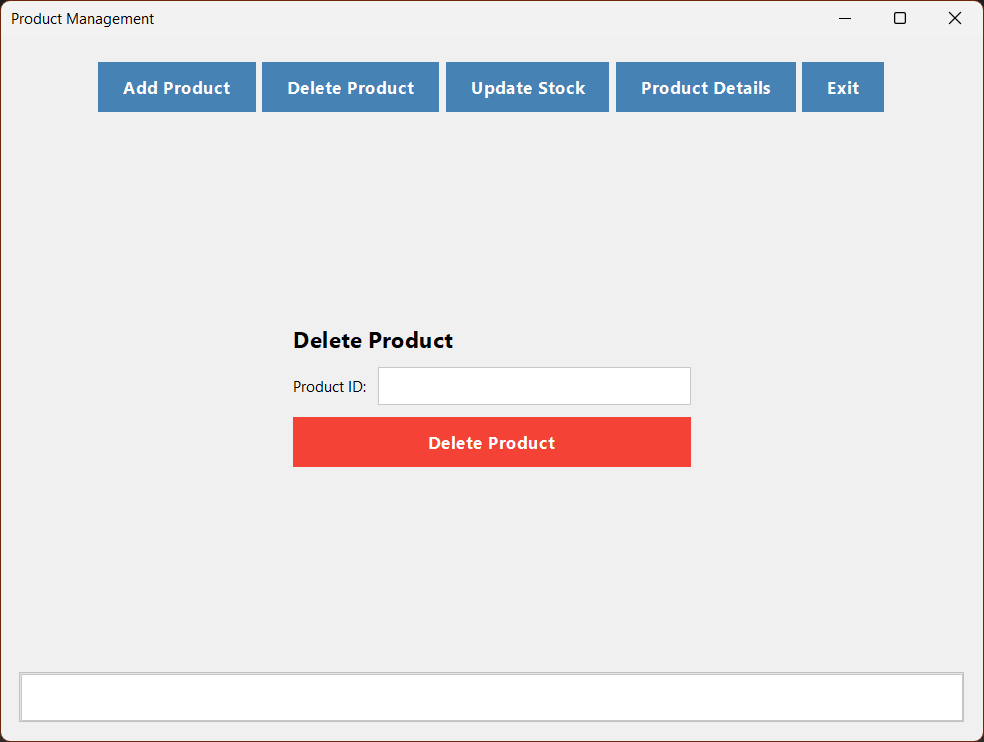 Product Management
Add Product Delete Product Update Stock Product Details Exit
Delete Product
Product ID:
Delete Product